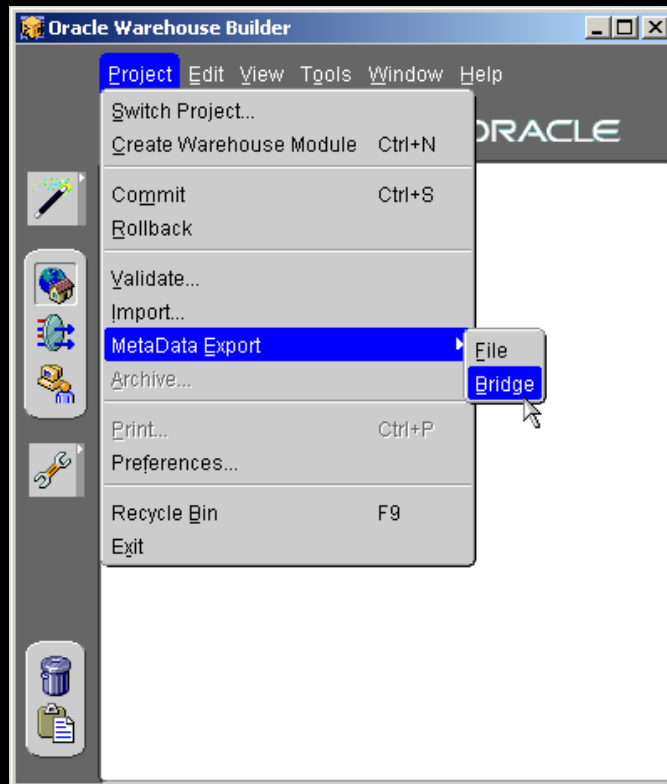 Oracle Warehouse Builder
Project Edit View Tools Window Help
ORACLE
Switch Project...
Create Warehouse Module Ctrl+N
Commit Ctrl+S
Rollback
Validate...
Import...
MetaData Export
File
Archive...
Bridge
Print... Ctrl+P
Preferences...
Recycle Bin F9
Exit